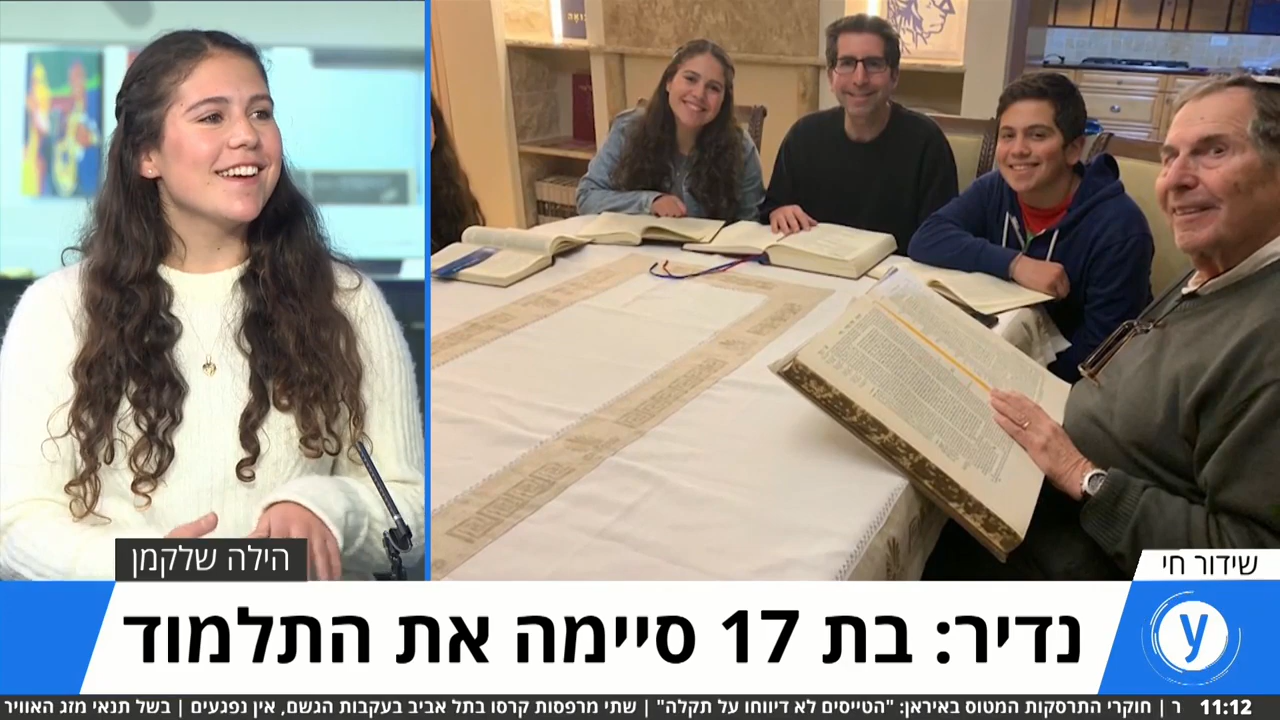 הילה שלקמן
שידור חי
נדיר: בת 17 סיימה את התלמוד
y
11:12
ר | חוקרי התרסקות המטוס באיראן: "הטייסים לא דיווחו על תקלה" | שתי מרפסות קרסו בתל אביב בעקבות הגשם, אין נפגעים | בשל תנאי מזג האוויר